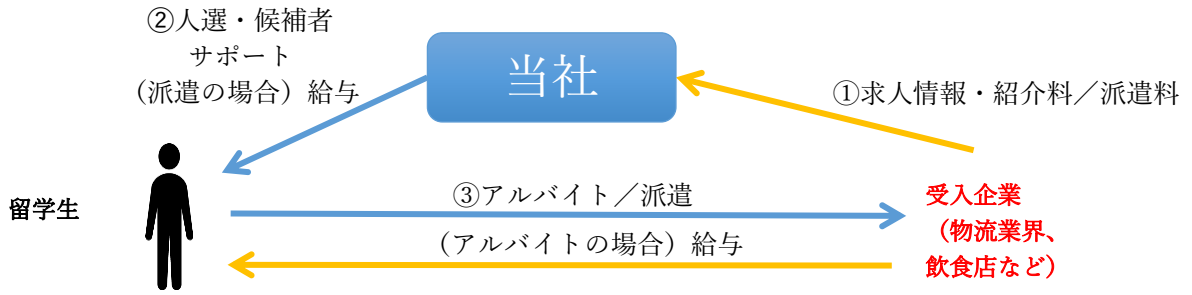 ②人選・候補者
サポート
（派遣の場合）給与
当社
①求人情報・紹介料／派遣料
留学生
③アルバイト／派遣
（アルバイトの場合）給与
受入企業
（物流業界、
飲食店など）